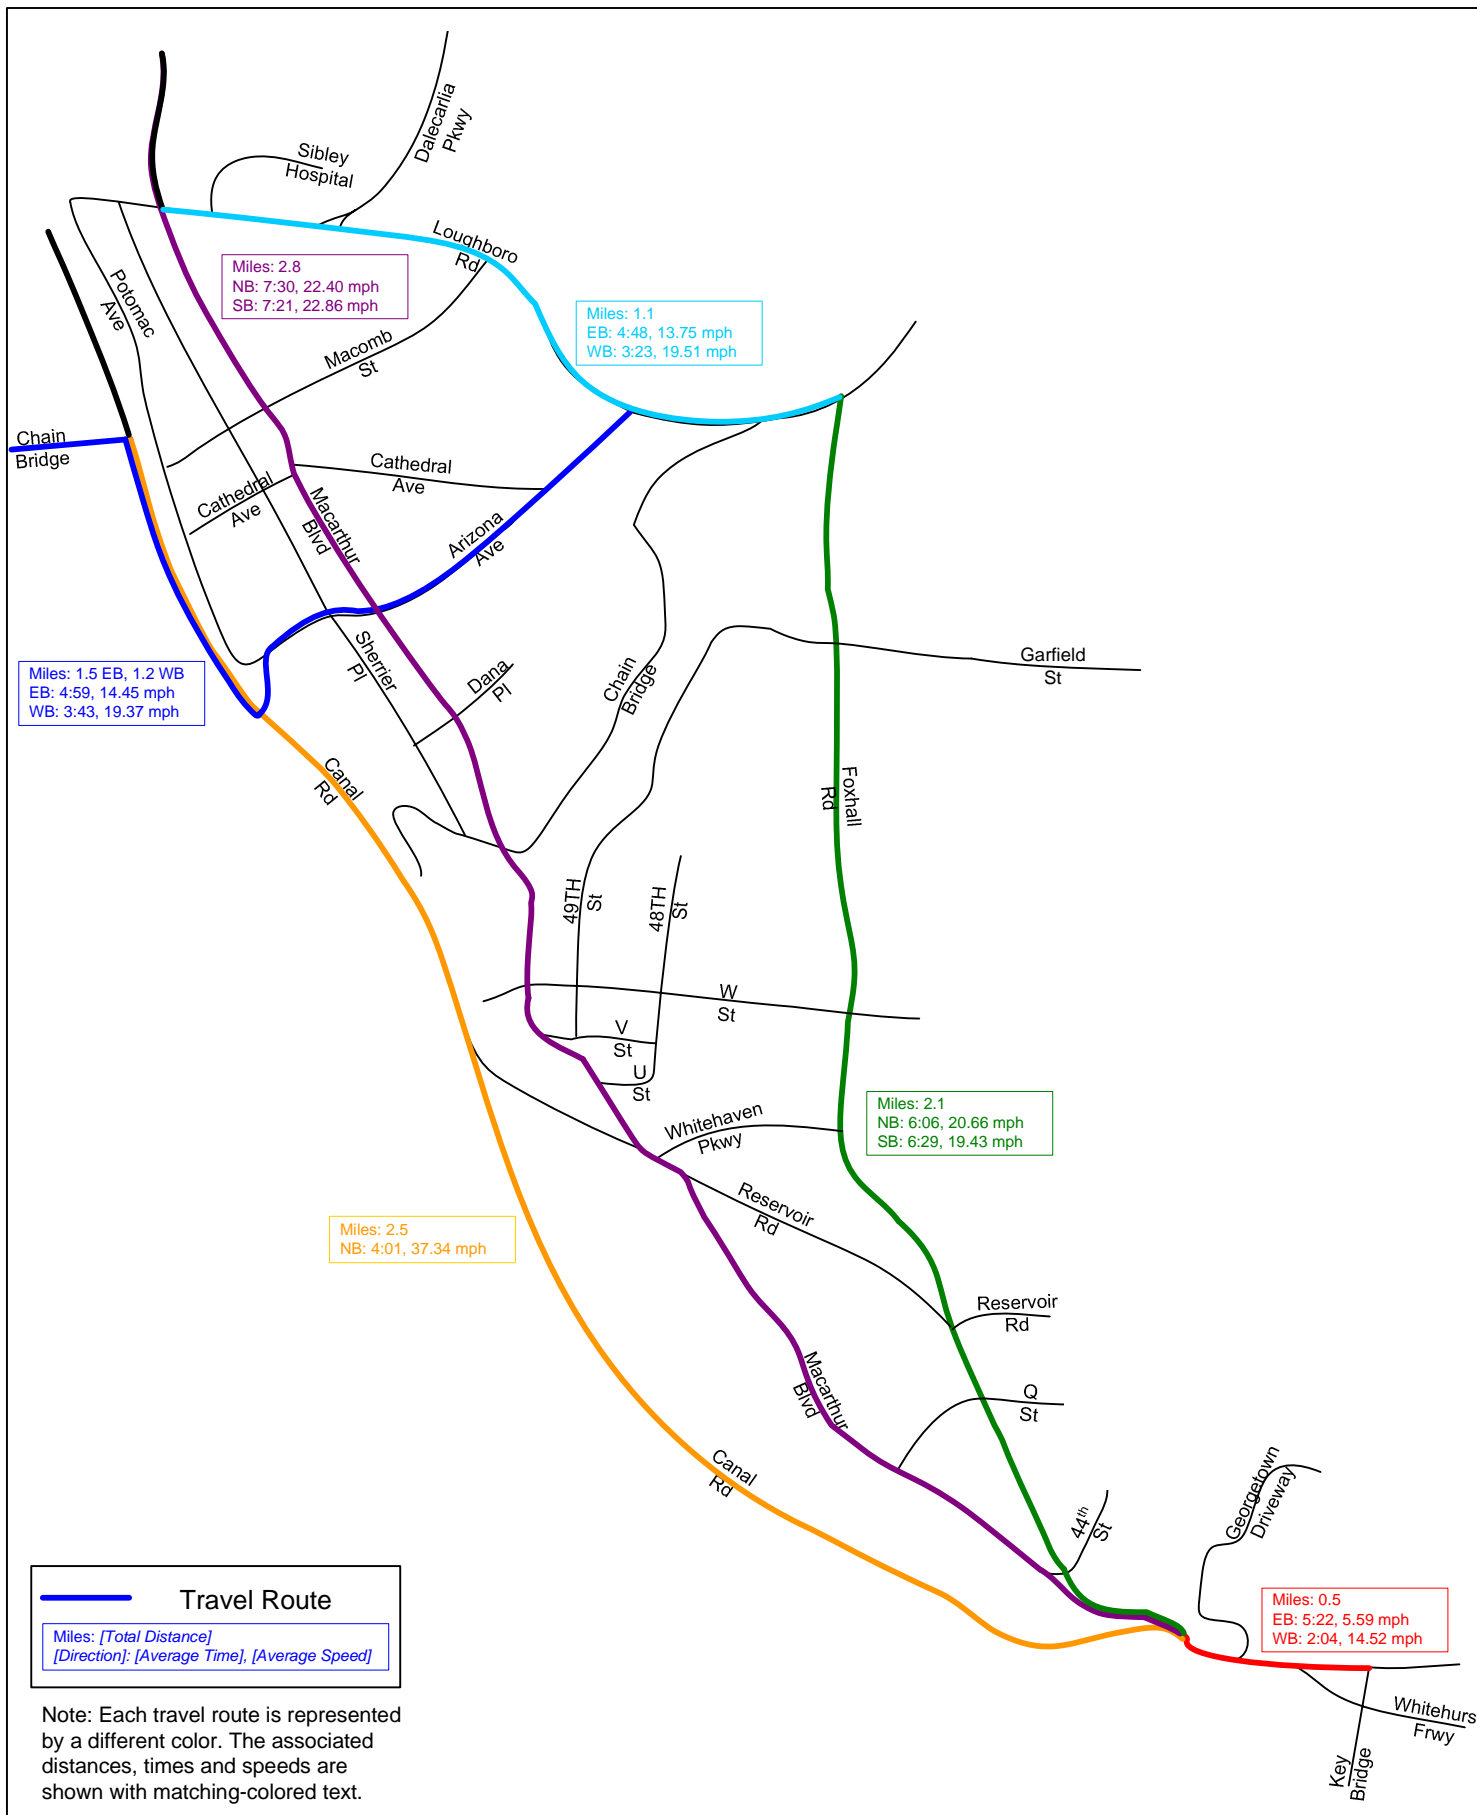 Dalecarlia
Pkwy
Sibley
Hospital
Loughboro
Rd
Miles: 2.8
NB: 7:30, 22.40 mph
SB: 7:21, 22.86 mph
Potomac
Ave
Miles: 1.1
EB: 4:48, 13.75 mph
WB: 3:23, 19.51 mph
Macomb
St
Chain
Bridge
Cathedral
Ave
Cathedral
Ave
Macarthur
Blvd
Arizona
Ave
Sherrier
Pl
Dana
Pl
Chain
Bridge
Garfield
St
Miles: 1.5 EB, 1.2 WB
EB: 4:59, 14.45 mph
WB: 3:43, 19.37 mph
Canal
Rd
Foxhall
Rd
49TH
St
48TH
St
W
St
V
St
U
St
Whitehaven
Pkwy
Miles: 2.1
NB: 6:06, 20.66 mph
SB: 6:29, 19.43 mph
Reservoir
Rd
Miles: 2.5
NB: 4:01, 37.34 mph
Reservoir
Rd
Macarthur
Blvd
Q
St
Canal
Rd
44th
St
Georgetown
Driveway
Travel Route
Miles: [Total Distance]
[Direction]: [Average Time], [Average Speed]
Miles: 0.5
EB: 5:22, 5.59 mph
WB: 2:04, 14.52 mph
Whitehurs
Frwy
Key
Bridge
Note: Each travel route is represented
by a different color. The associated
distances, times and speeds are
shown with matching-colored text.